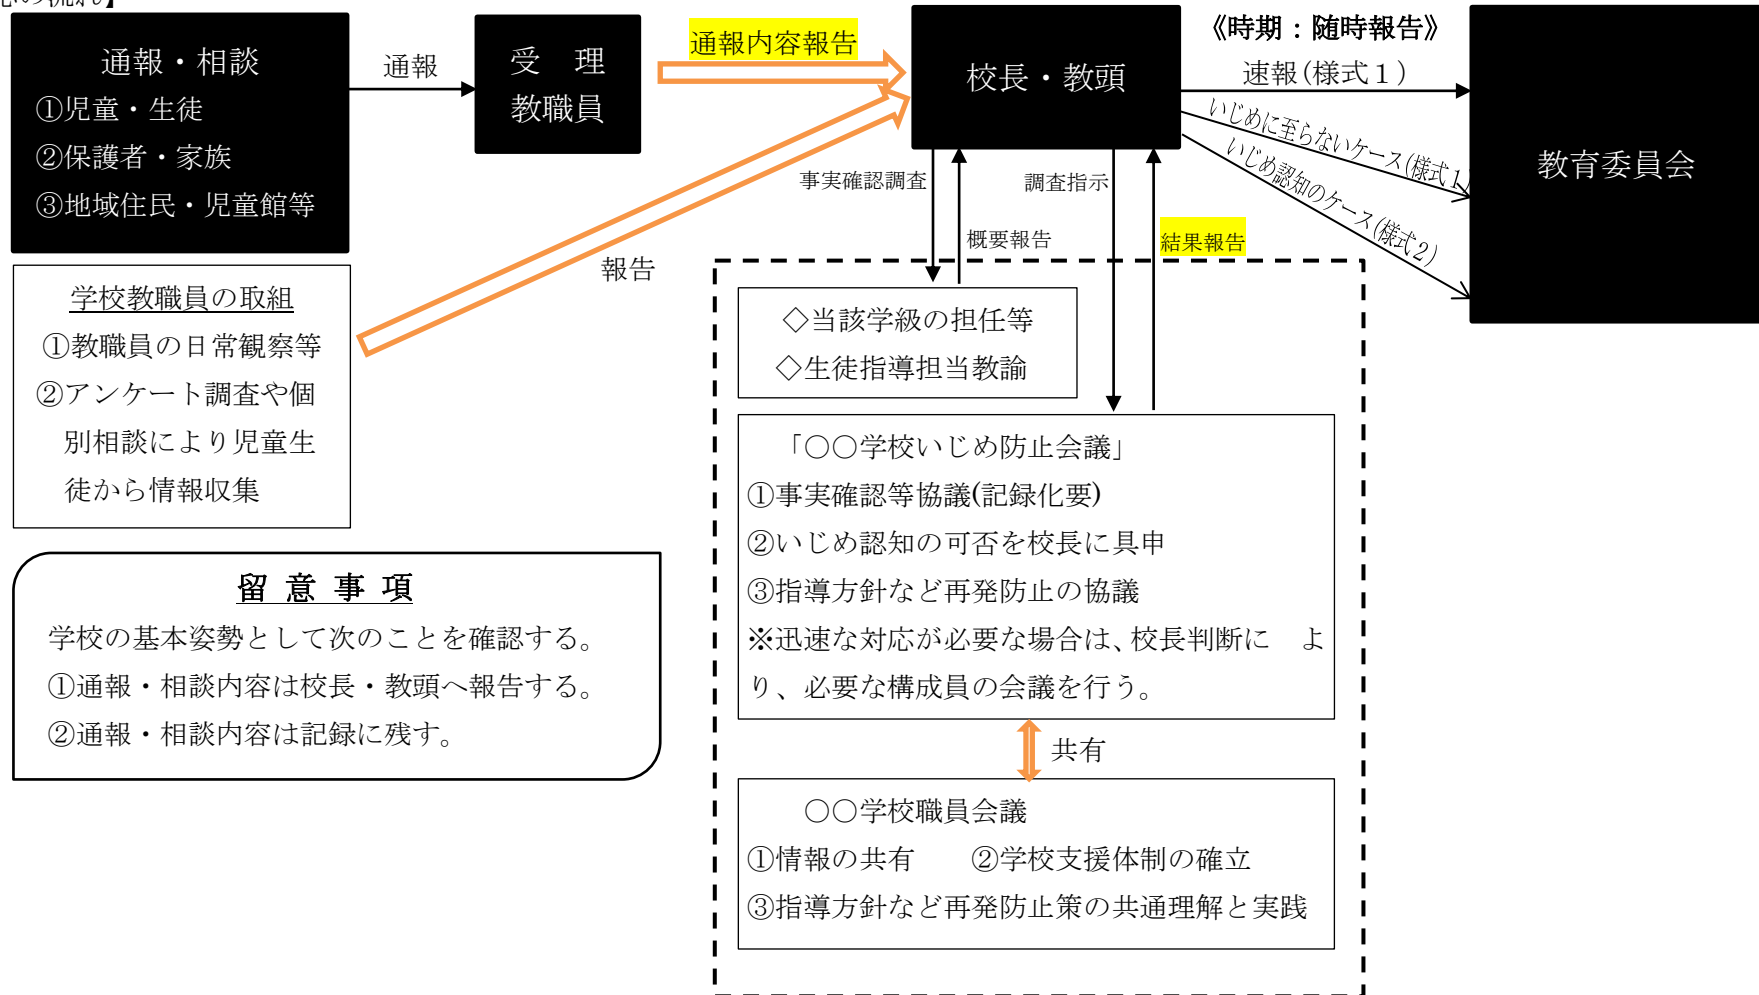 の流れ】
通報・相談
①児童・生徒
②保護者・家族
③地域住民・児童館等
通報
受　理
教職員
通報内容報告
校長・教頭
《時期：随時報告》
速報(様式１)
いじめに至らないケース(様式１)
いじめ認知のケース(様式２)
教育委員会
学校教職員の取組
①教職員の日常観察等
②アンケート調査や個
別相談により児童生
徒から情報収集
報告
事実確認調査
概要報告
調査指示
結果報告
◇当該学級の担任等
◇生徒指導担当教諭
「○○学校いじめ防止会議」
①事実確認等協議(記録化要)
②いじめ認知の可否を校長に具申
③指導方針など再発防止の協議
※迅速な対応が必要な場合は、校長判断に　よ
り、必要な構成員の会議を行う。
共有
○○学校職員会議
①情報の共有　　②学校支援体制の確立
③指導方針など再発防止策の共通理解と実践
留 意 事 項
学校の基本姿勢として次のことを確認する。
①通報・相談内容は校長・教頭へ報告する。
②通報・相談内容は記録に残す。